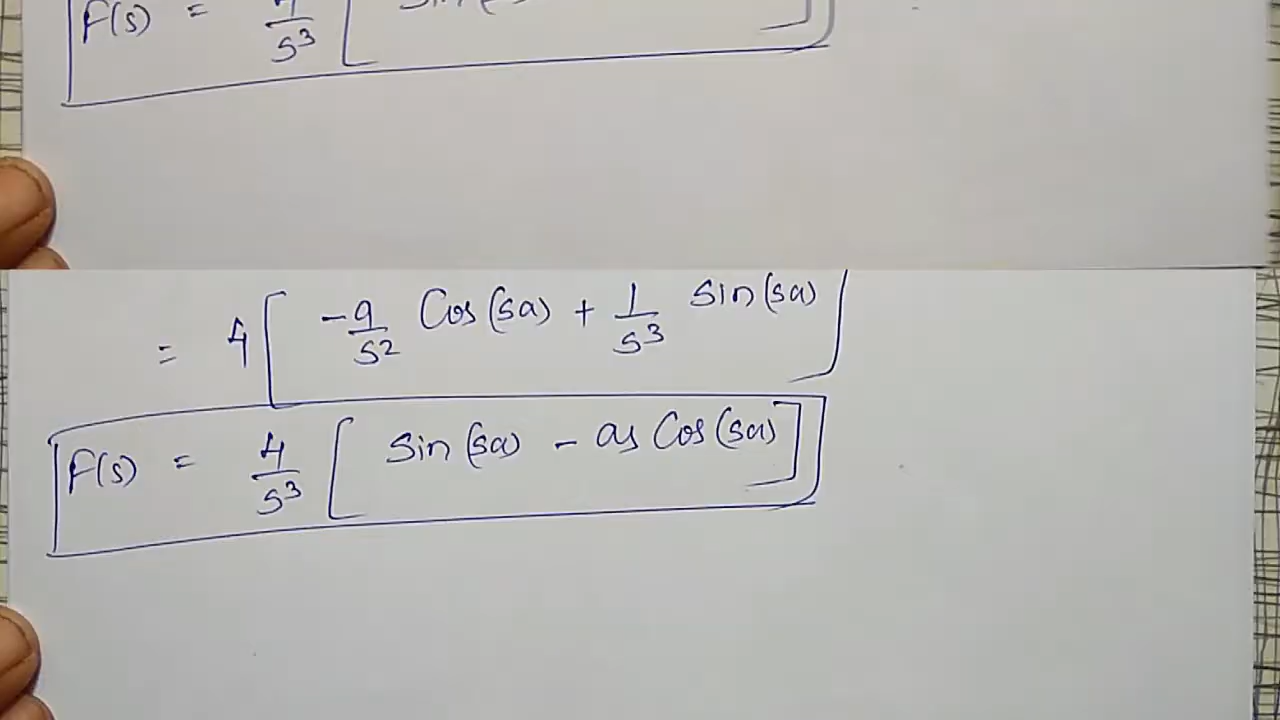 F(s) = 4/s³ [
= 4 [ -a/s² Cos(sa) + 1/s³ Sin(sa) ]
F(s) = 4/s³ [ Sin(sa) - as Cos(sa) ]